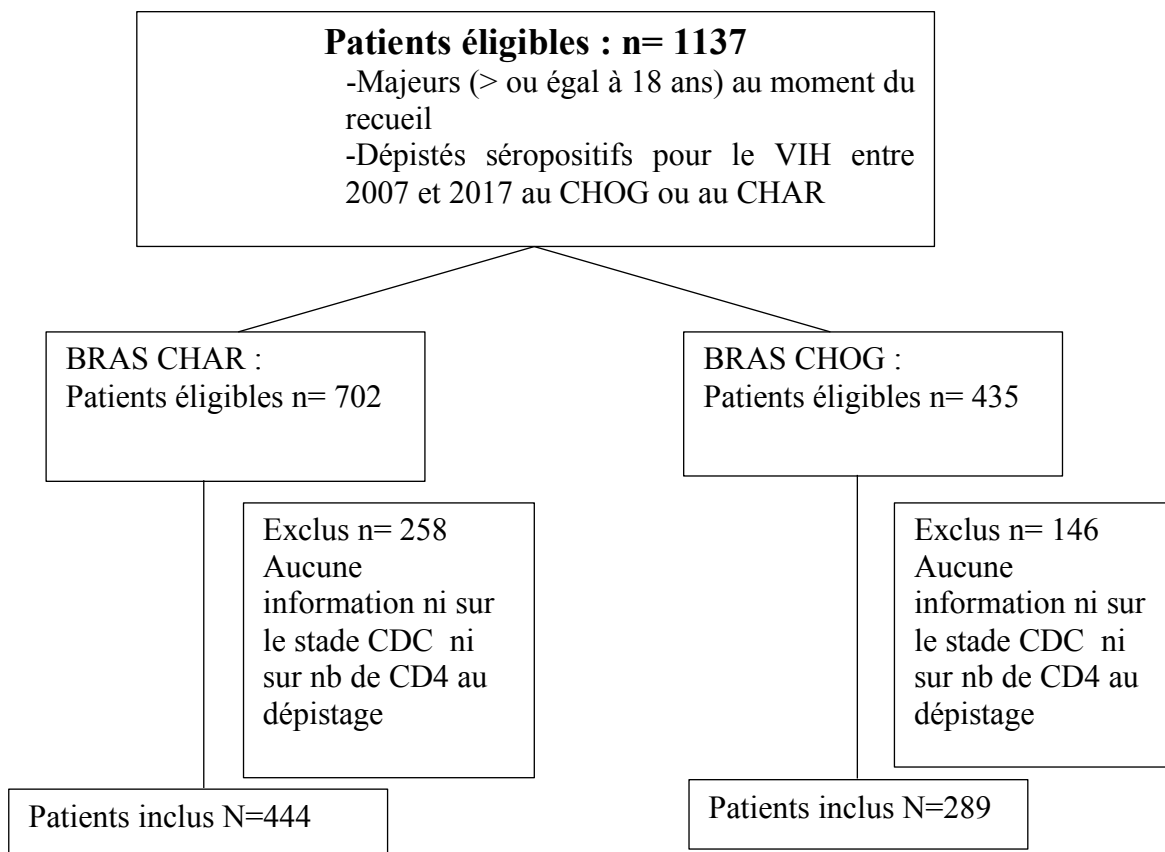 Patients éligibles : n= 1137
-Majeurs (> ou égal à 18 ans) au moment du
recueil
-Dépistés séropositifs pour le VIH entre
2007 et 2017 au CHOG ou au CHAR
BRAS CHAR :
Patients éligibles n= 702
BRAS CHOG :
Patients éligibles n= 435
Exclus n= 258
Aucune
information ni sur
le stade CDC ni
sur nb de CD4 au
dépistage
Exclus n= 146
Aucune
information ni sur
le stade CDC ni
sur nb de CD4 au
dépistage
Patients inclus N=444
Patients inclus N=289